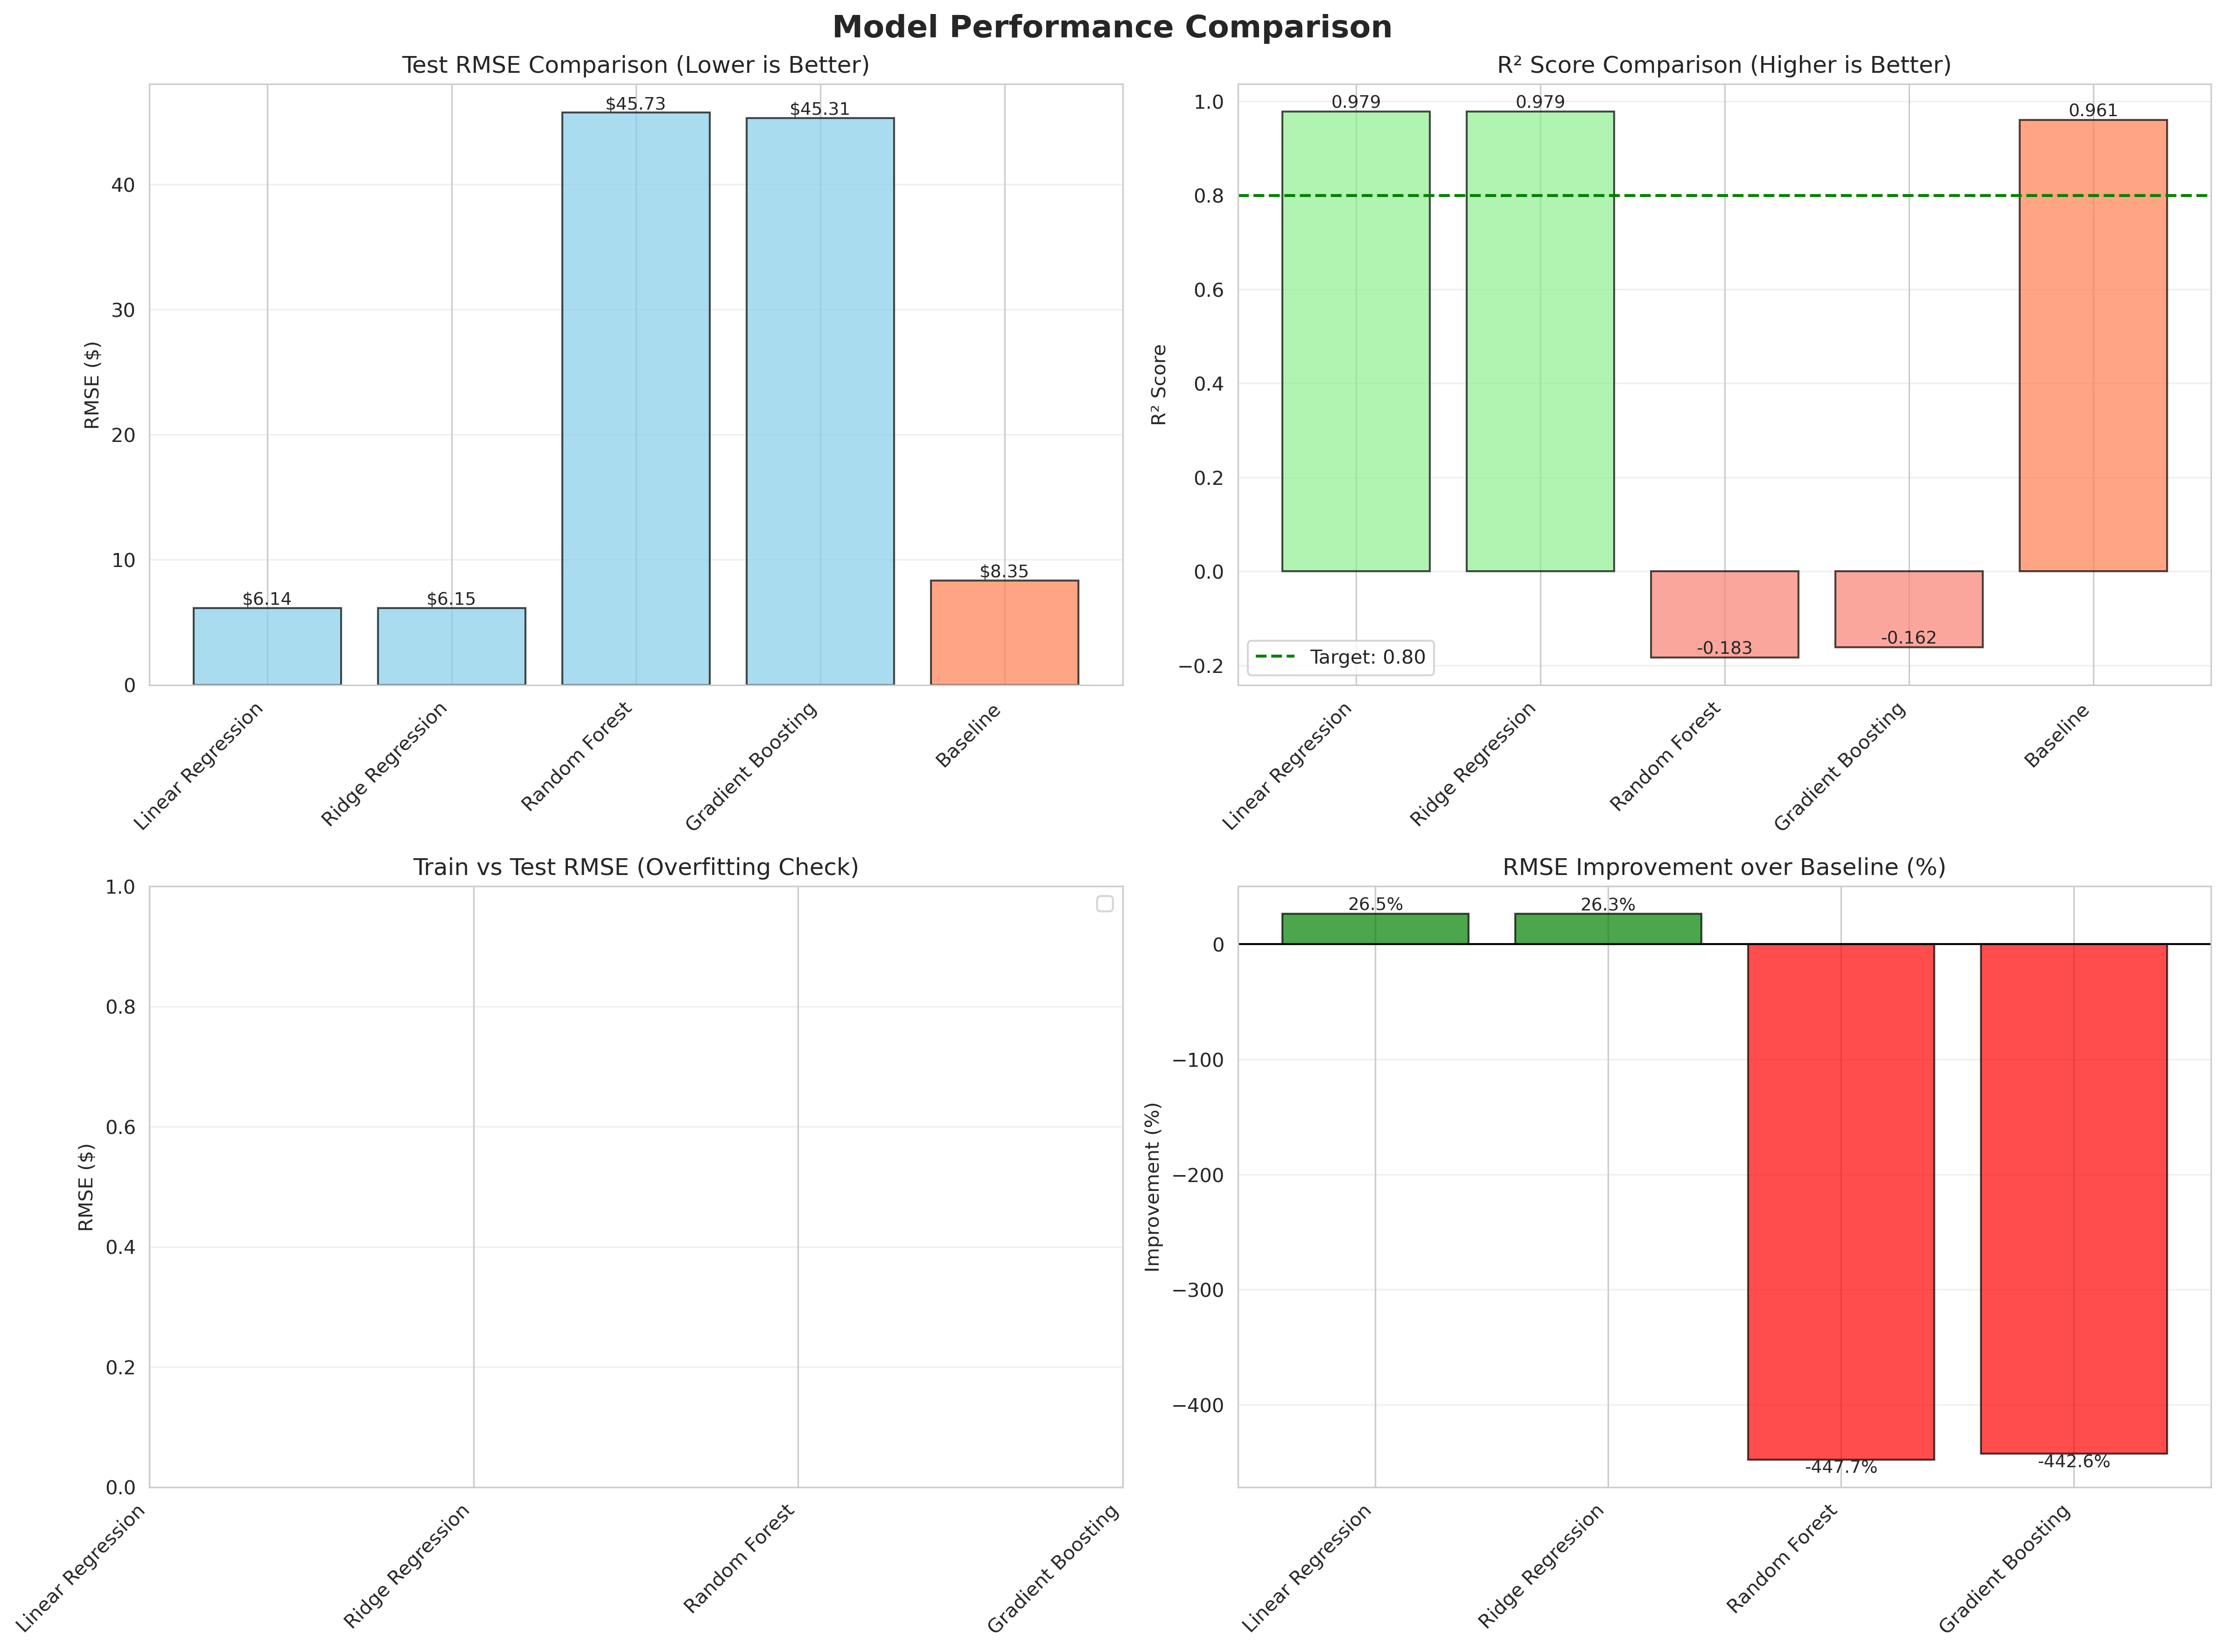 Model Performance Comparison
Test RMSE Comparison (Lower is Better)
RMSE ($)
40
30
20
10
0
$6.14
$6.15
$45.73
$45.31
$8.35
Linear Regression
Ridge Regression
Random Forest
Gradient Boosting
Baseline
R² Score Comparison (Higher is Better)
R² Score
1.0
0.8
0.6
0.4
0.2
0.0
−0.2
0.979
0.979
-0.183
-0.162
0.961
Target: 0.80
Linear Regression
Ridge Regression
Random Forest
Gradient Boosting
Baseline
Train vs Test RMSE (Overfitting Check)
RMSE ($)
1.0
0.8
0.6
0.4
0.2
0.0
Linear Regression
Ridge Regression
Random Forest
Gradient Boosting
RMSE Improvement over Baseline (%)
Improvement (%)
0
−100
−200
−300
−400
26.5%
26.3%
-447.7%
-442.6%
Linear Regression
Ridge Regression
Random Forest
Gradient Boosting